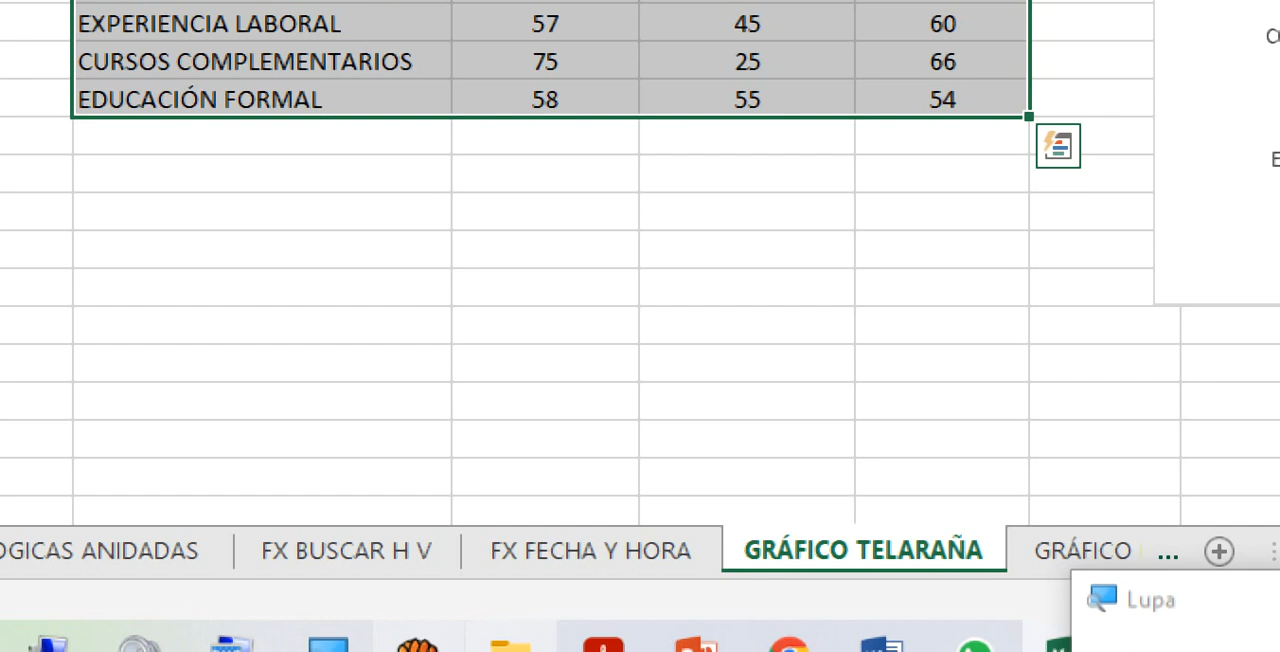 EXPERIENCIA LABORAL 57 45 60
CURSOS COMPLEMENTARIOS 75 25 66
EDUCACIÓN FORMAL 58 55 54
OGICAS ANIDADAS FX BUSCAR H V FX FECHA Y HORA GRÁFICO TELARAÑA GRÁFICO ...
Lupa